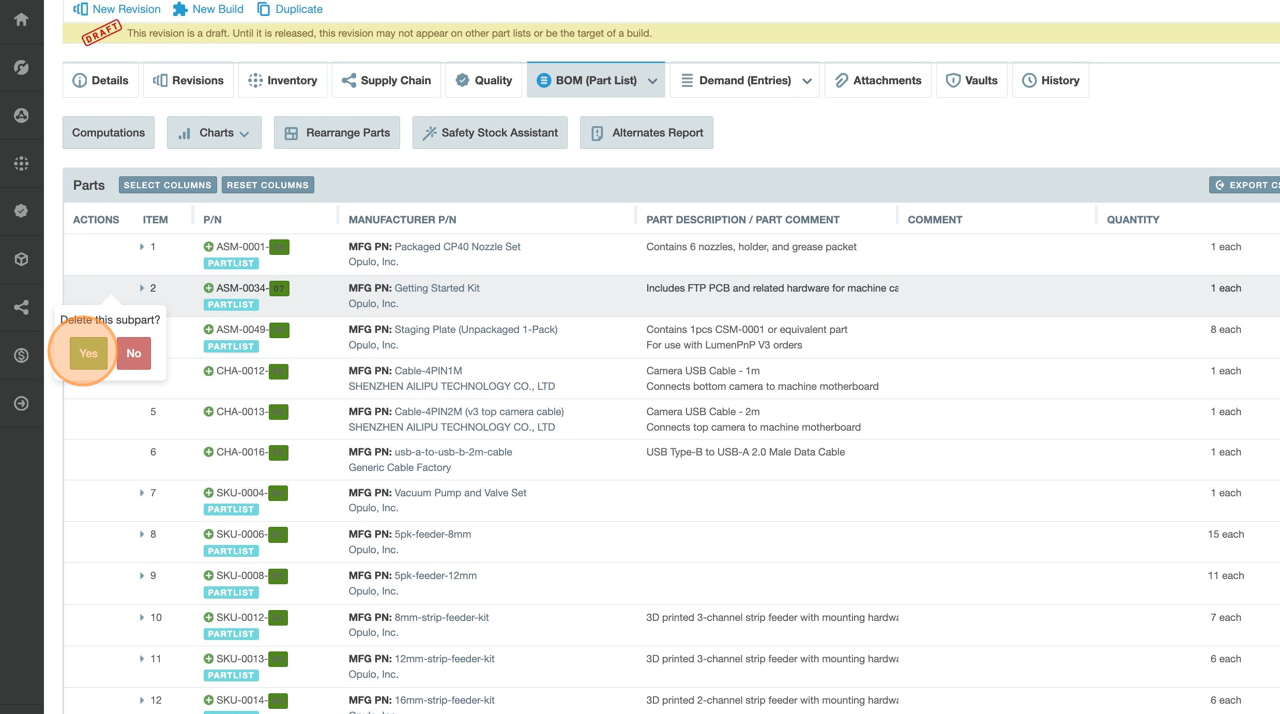 New Revision New Build Duplicate
DRAFT This revision is a draft. Until it is released, this revision may not appear on other part lists or be the target of a build.
Details Revisions Inventory Supply Chain Quality BOM (Part List) Demand (Entries) Attachments Vaults History
Computations Charts Rearrange Parts Safety Stock Assistant Alternates Report
Parts SELECT COLUMNS RESET COLUMNS EXPORT
ACTIONS ITEM P/N MANUFACTURER P/N PART DESCRIPTION / PART COMMENT COMMENT QUANTITY
1 ASM-0001- MFG PN: Packaged CP40 Nozzle Set Contains 6 nozzles, holder, and grease packet 1 each
PARTLIST Opulo, Inc.
2 ASM-0034-07 MFG PN: Getting Started Kit Includes FTP PCB and related hardware for machine ca 1 each
PARTLIST Opulo, Inc.
Delete this subpart?
Yes No
ASM-0049- MFG PN: Staging Plate (Unpackaged 1-Pack) Contains 1pcs CSM-0001 or equivalent part 8 each
PARTLIST Opulo, Inc. For use with LumenPnP V3 orders
CHA-0012- MFG PN: Cable-4PIN1M Camera USB Cable - 1m 1 each
SHENZHEN AILIPU TECHNOLOGY CO., LTD Connects bottom camera to machine motherboard
5 CHA-0013- MFG PN: Cable-4PIN2M (v3 top camera cable) Camera USB Cable - 2m 1 each
SHENZHEN AILIPU TECHNOLOGY CO., LTD Connects top camera to machine motherboard
6 CHA-0016- MFG PN: usb-a-to-usb-b-2m-cable USB Type-B to USB-A 2.0 Male Data Cable 1 each
Generic Cable Factory
7 SKU-0004- MFG PN: Vacuum Pump and Valve Set 1 each
PARTLIST Opulo, Inc.
8 SKU-0006- MFG PN: 5pk-feeder-8mm 15 each
PARTLIST Opulo, Inc.
9 SKU-0008- MFG PN: 5pk-feeder-12mm 11 each
PARTLIST Opulo, Inc.
10 SKU-0012- MFG PN: 8mm-strip-feeder-kit 3D printed 3-channel strip feeder with mounting hardwa 7 each
PARTLIST Opulo, Inc.
11 SKU-0013- MFG PN: 12mm-strip-feeder-kit 3D printed 3-channel strip feeder with mounting hardwa 6 each
PARTLIST Opulo, Inc.
12 SKU-0014- MFG PN: 16mm-strip-feeder-kit 3D printed 2-channel strip feeder with mounting hardwa 6 each